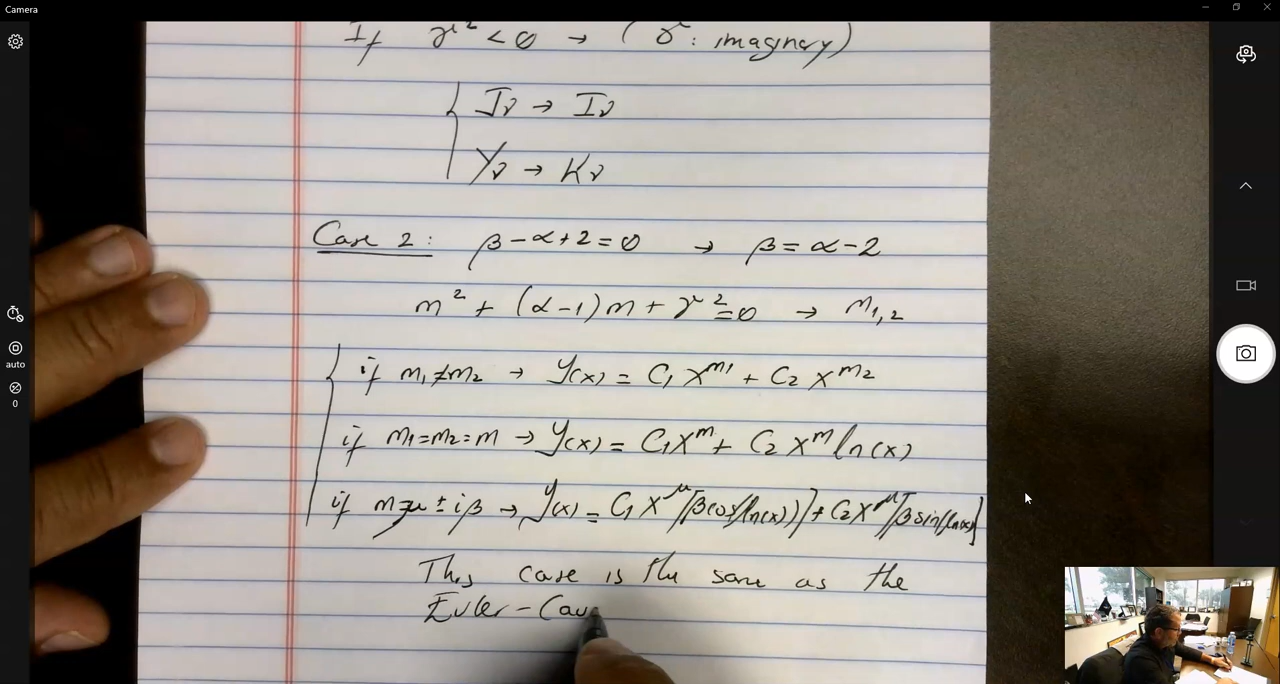 Camera
If γ² < 0 → ( γ : imaginary)
Jν → Iν
Yν → Kν
Case 2 : β - α + 2 = 0 → β = α - 2
m² + (α - 1) m + γ² = 0 → m1,2
if m1 ≠ m2 → y(x) = C1 x^m1 + C2 x^m2
if m1 = m2 = m → y(x) = C1 x^m + C2 x^m ln(x)
if m = μ ± iβ → y(x) = C1 x^μ [β cos(ln(x))] + C2 x^μ [β sin(ln(x)]
This case is the same as the
Euler - Cau
auto
0